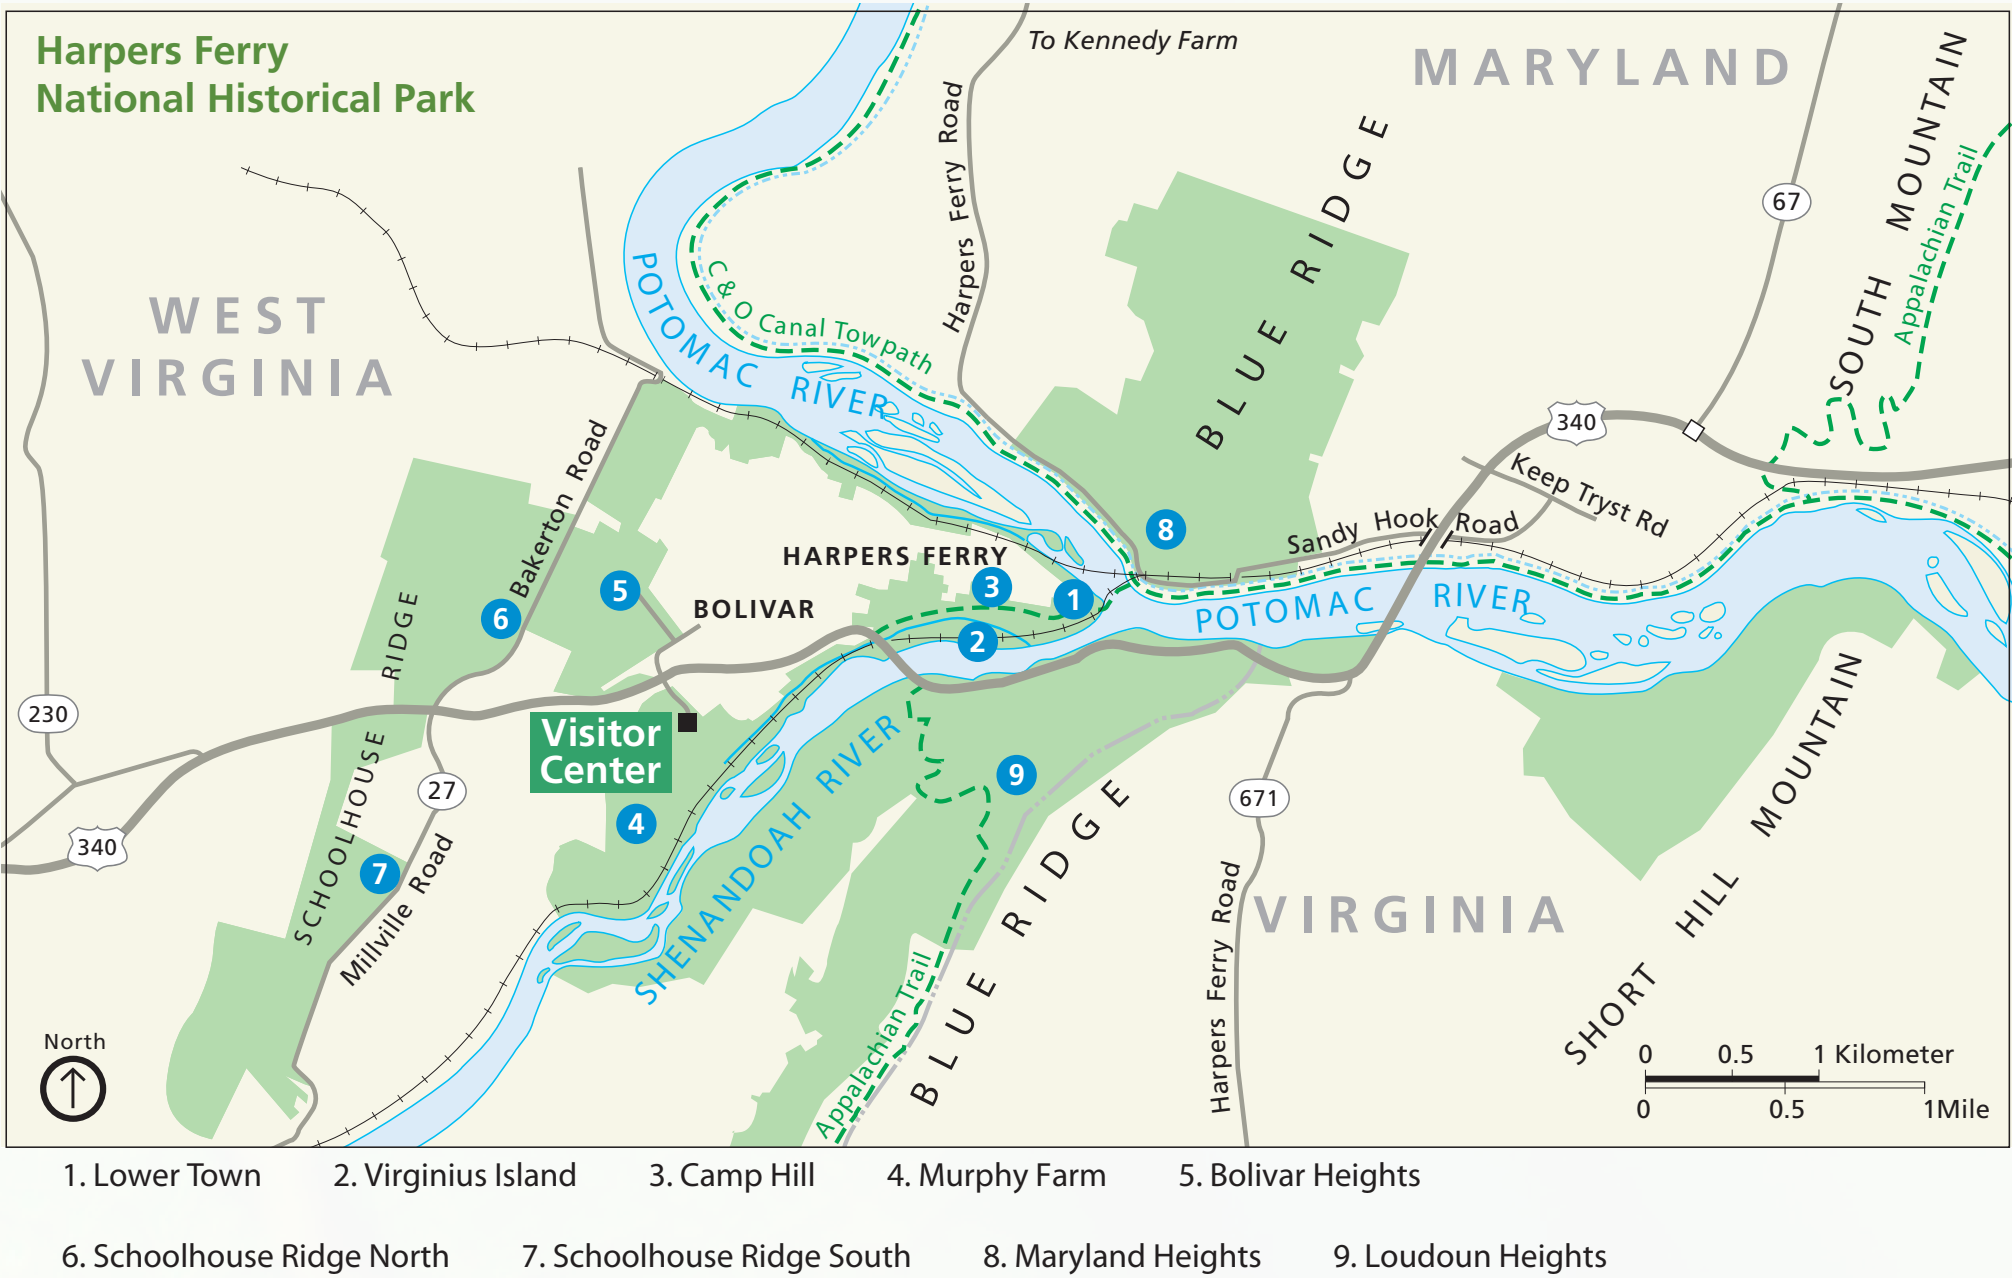 Harpers Ferry
National Historical Park
To Kennedy Farm
MARYLAND
Harpers Ferry Road
BLUE RIDGE
SOUTH MOUNTAIN
Appalachian Trail
67
WEST
VIRGINIA
POTOMAC RIVER
C & O Canal Towpath
340
Keep Tryst Rd
Sandy Hook Road
8
Bakerton Road
HARPERS FERRY
3
1
5
6
BOLIVAR
2
POTOMAC RIVER
SCHOOLHOUSE RIDGE
230
Visitor
Center
27
340
4
7
Millville Road
SHENANDOAH RIVER
9
BLUE RIDGE
Appalachian Trail
671
Harpers Ferry Road
VIRGINIA
SHORT HILL MOUNTAIN
North
0 0.5 1 Kilometer
0 0.5 1 Mile
1. Lower Town 2. Virginius Island 3. Camp Hill 4. Murphy Farm 5. Bolivar Heights
6. Schoolhouse Ridge North 7. Schoolhouse Ridge South 8. Maryland Heights 9. Loudoun Heights